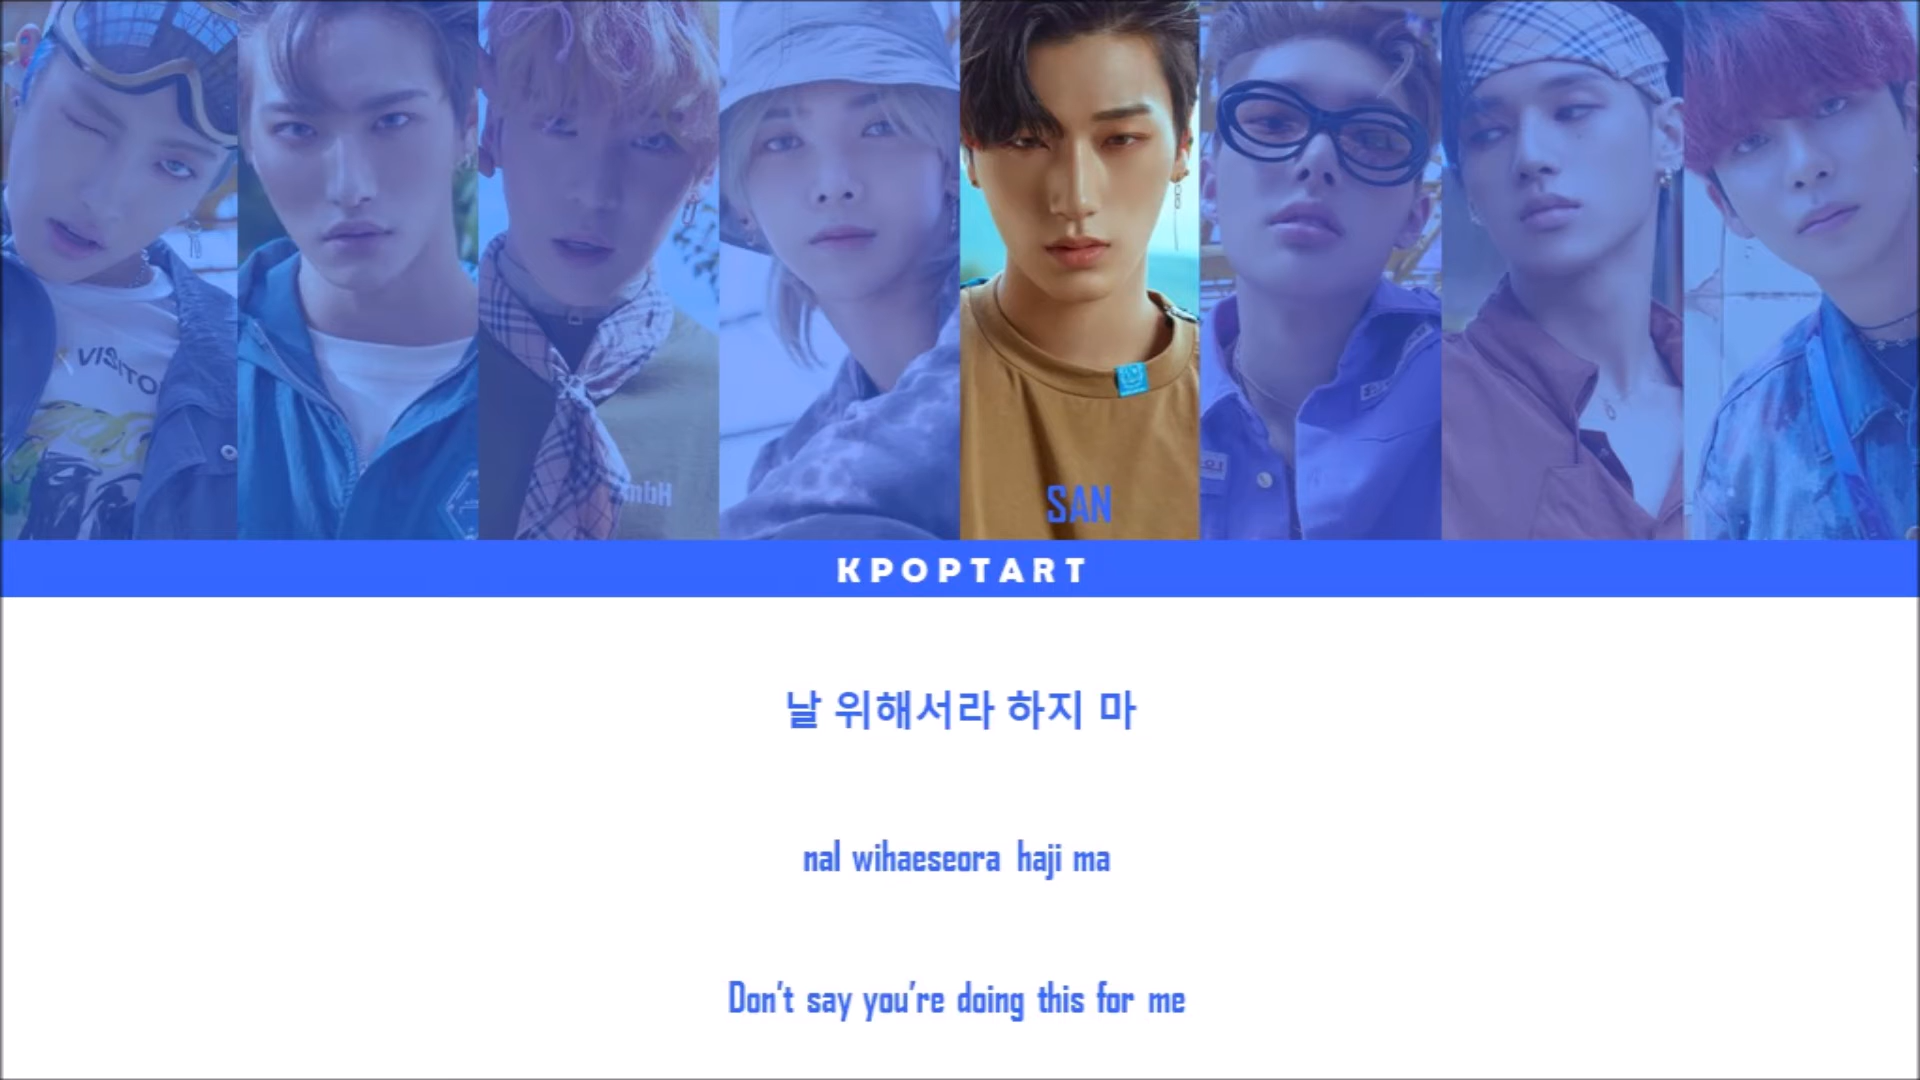 VISITO
SAN
KPOPTART
날 위해서라 하지 마
nal wihaeseora haji ma
Don't say you're doing this for me